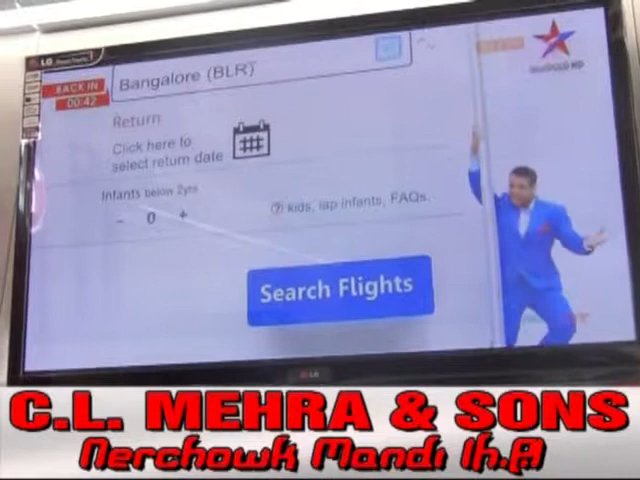 LG
BACK IN
00:42
Bangalore (BLR)
Return
Click here to
select return date
Infants below 2yrs
- 0 +
? kids, lap infants, FAQs.
Search Flights
LG
C.L. MEHRA & SONS
Nerchowk Mandi (h.P)